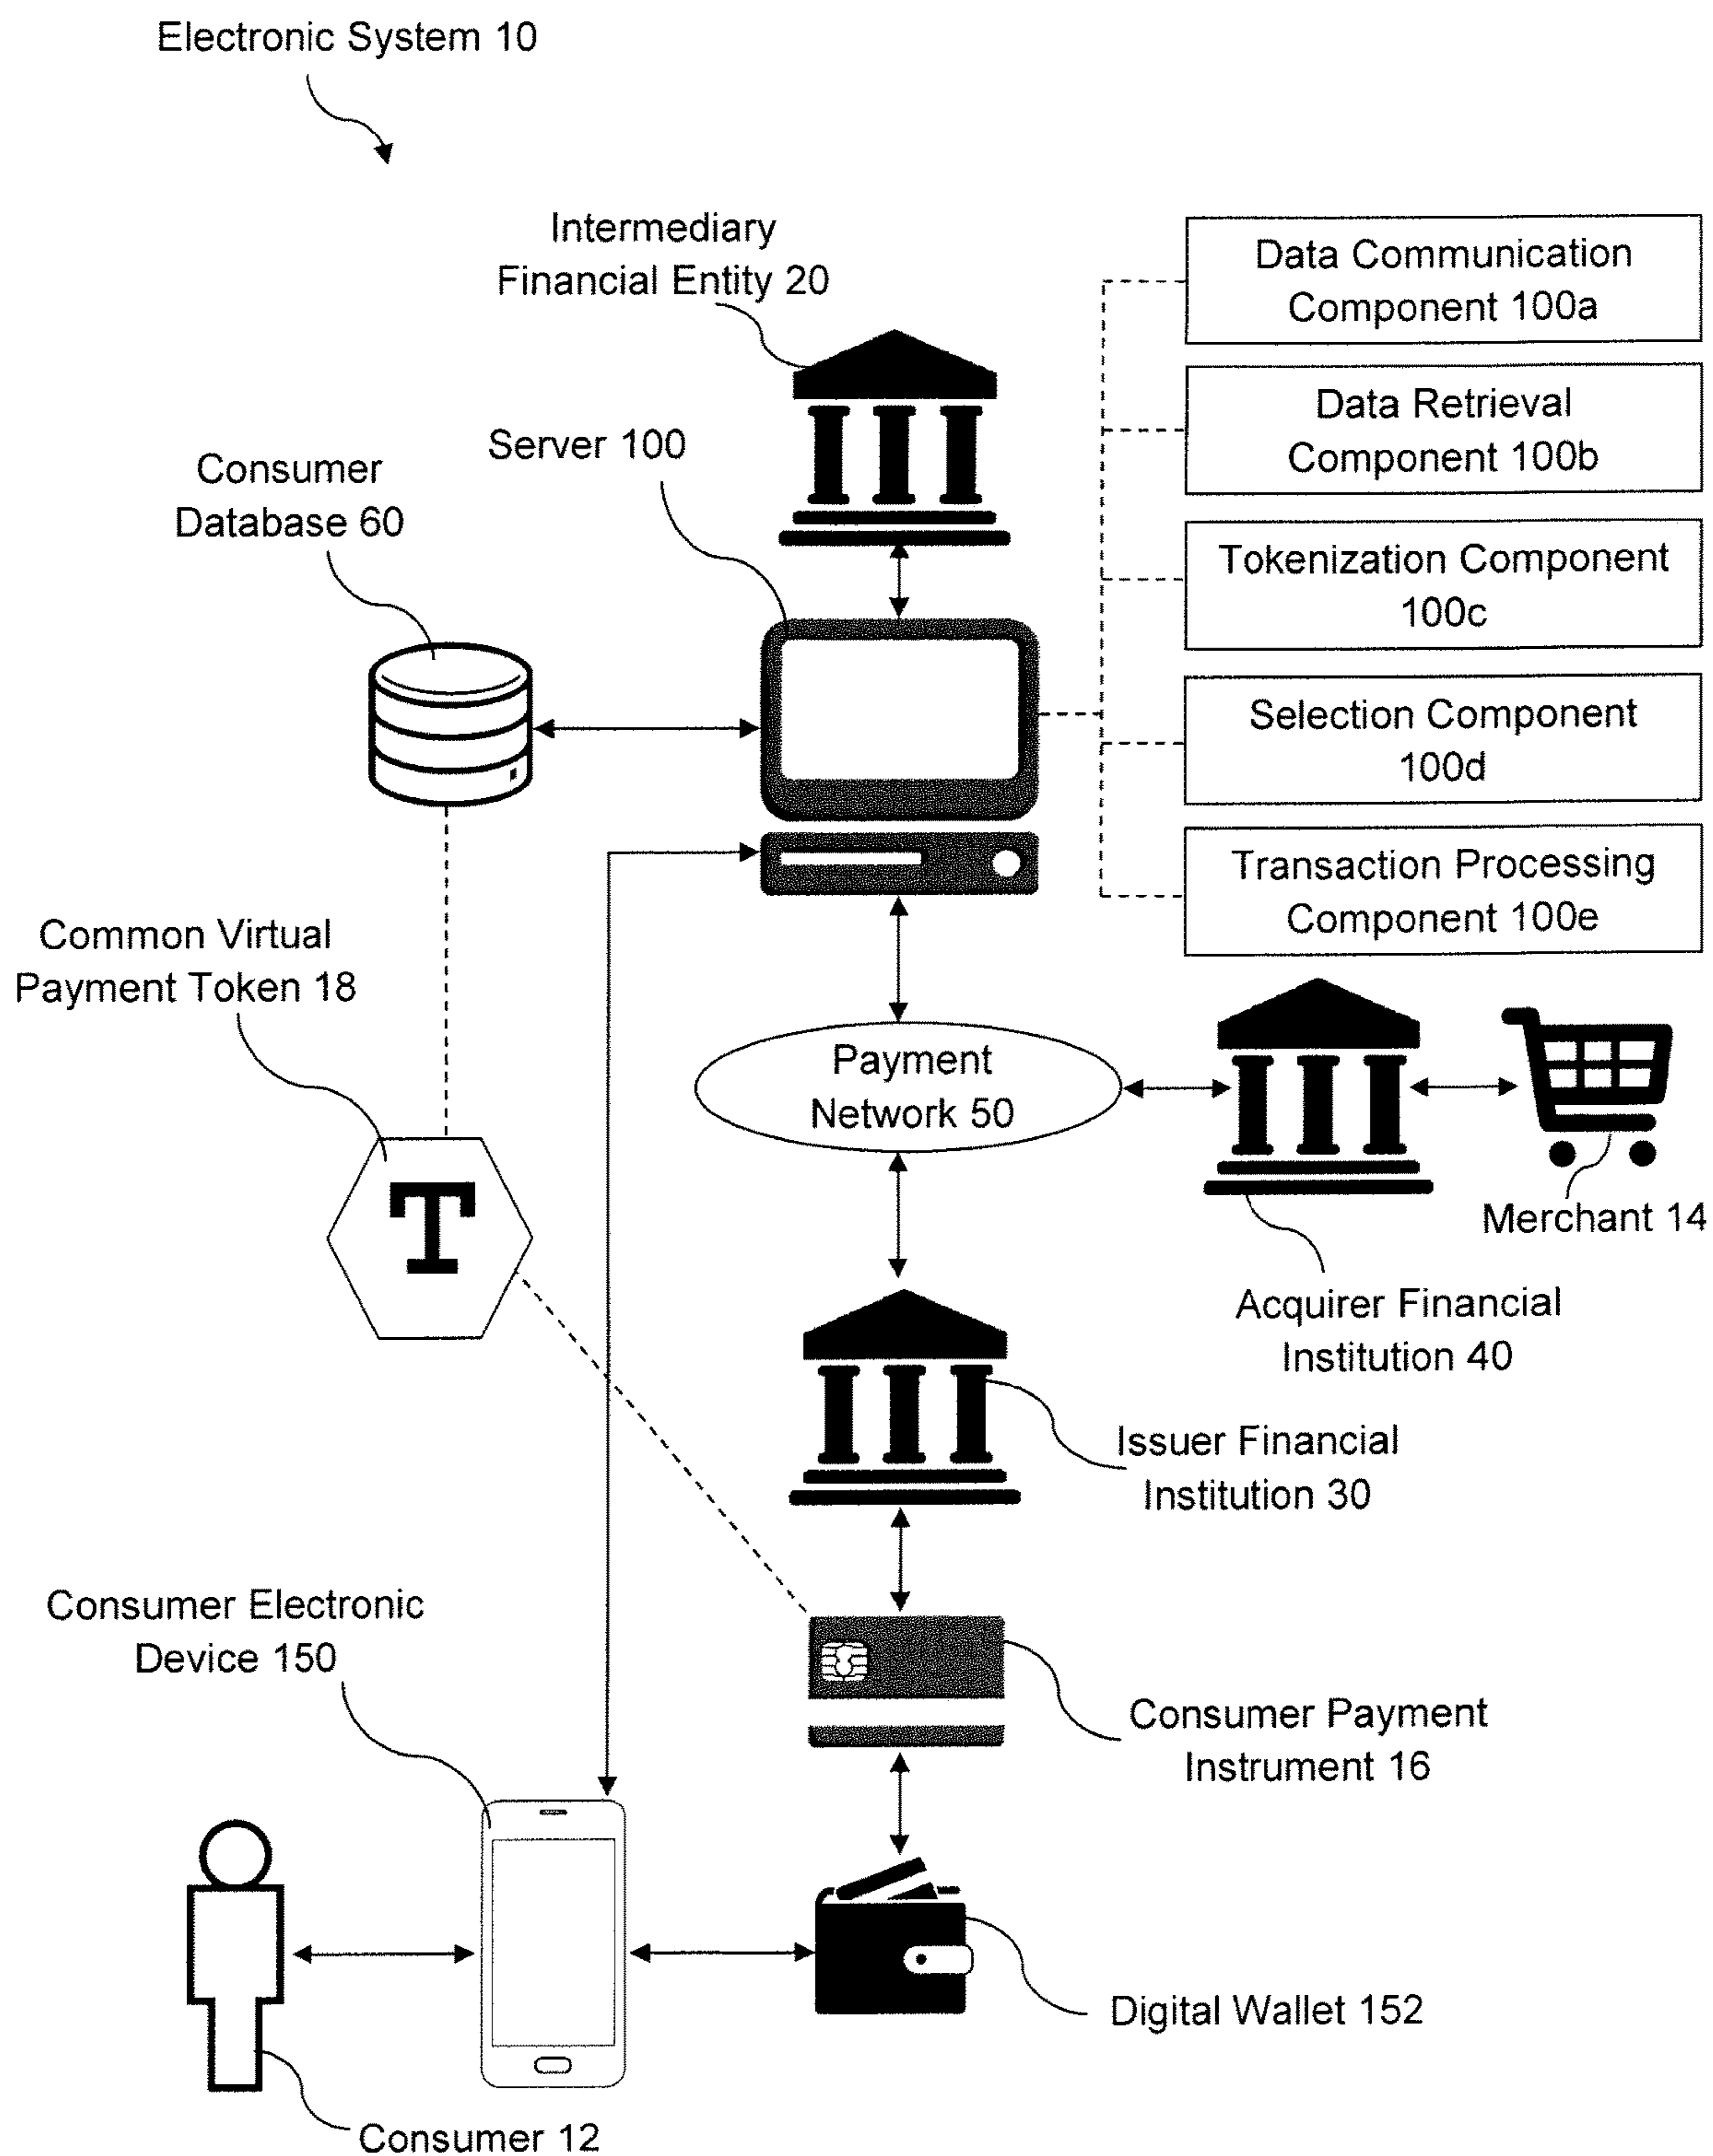 Electronic System 10
Intermediary
Financial Entity 20
Data Communication
Component 100a
Data Retrieval
Component 100b
Server 100
Consumer
Database 60
Tokenization Component
100c
Selection Component
100d
Transaction Processing
Component 100e
Common Virtual
Payment Token 18
Payment
Network 50
T
Merchant 14
Acquirer Financial
Institution 40
Issuer Financial
Institution 30
Consumer Electronic
Device 150
Consumer Payment
Instrument 16
Digital Wallet 152
Consumer 12